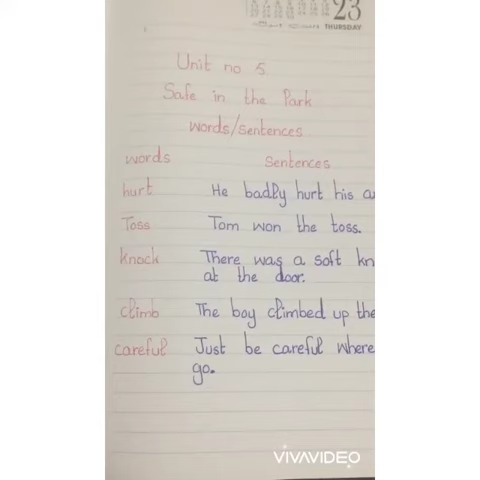 23
THURSDAY
Unit no 5.
Safe in the Park
words/sentences
words sentences
hurt He badly hurt his a
Toss Tom won the toss.
knock There was a soft kn
at the door.
climb The boy climbed up the
careful Just be careful where
go.
VIVAVIDEO